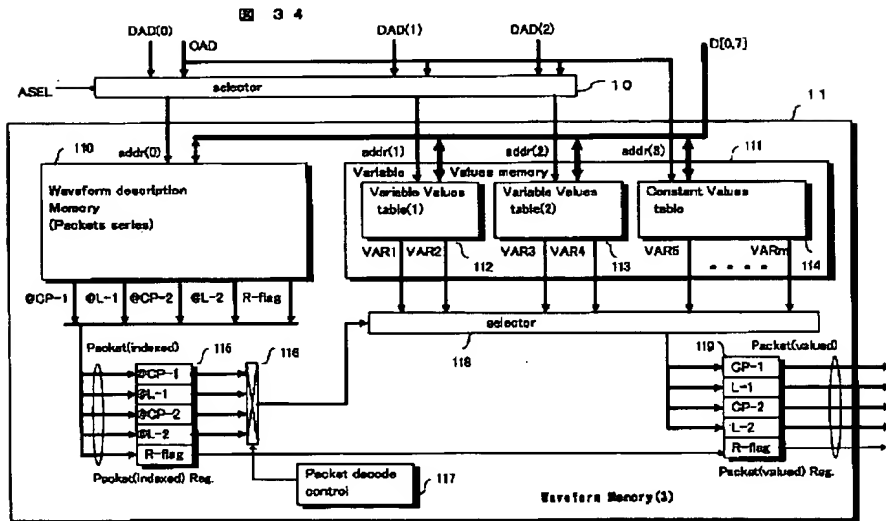 図 3 4
DAD(0)
OAD
DAD(1)
DAD(2)
D[0,7]
ASEL
selector
1 0
1 1
110
addr(0)
addr(1)
addr(2)
addr(3)
111
Waveform description
Memory
(Packets series)
Variable Values memory
Variable Values
table(1)
Variable Values
table(2)
Constant Values
table
VAR1
VAR2
112
VAR3
VAR4
113
VAR5
VARm
114
@CP-1
@L-1
@CP-2
@L-2
R-flag
selector
118
Packet(indexed)
115
116
@CP-1
@L-1
@CP-2
@L-2
R-flag
Packet(indexed) Reg.
Packet decode
control
117
119
Packet(valued)
CP-1
L-1
CP-2
L-2
R-flag
Packet(valued) Reg.
Waveform Memory(3)